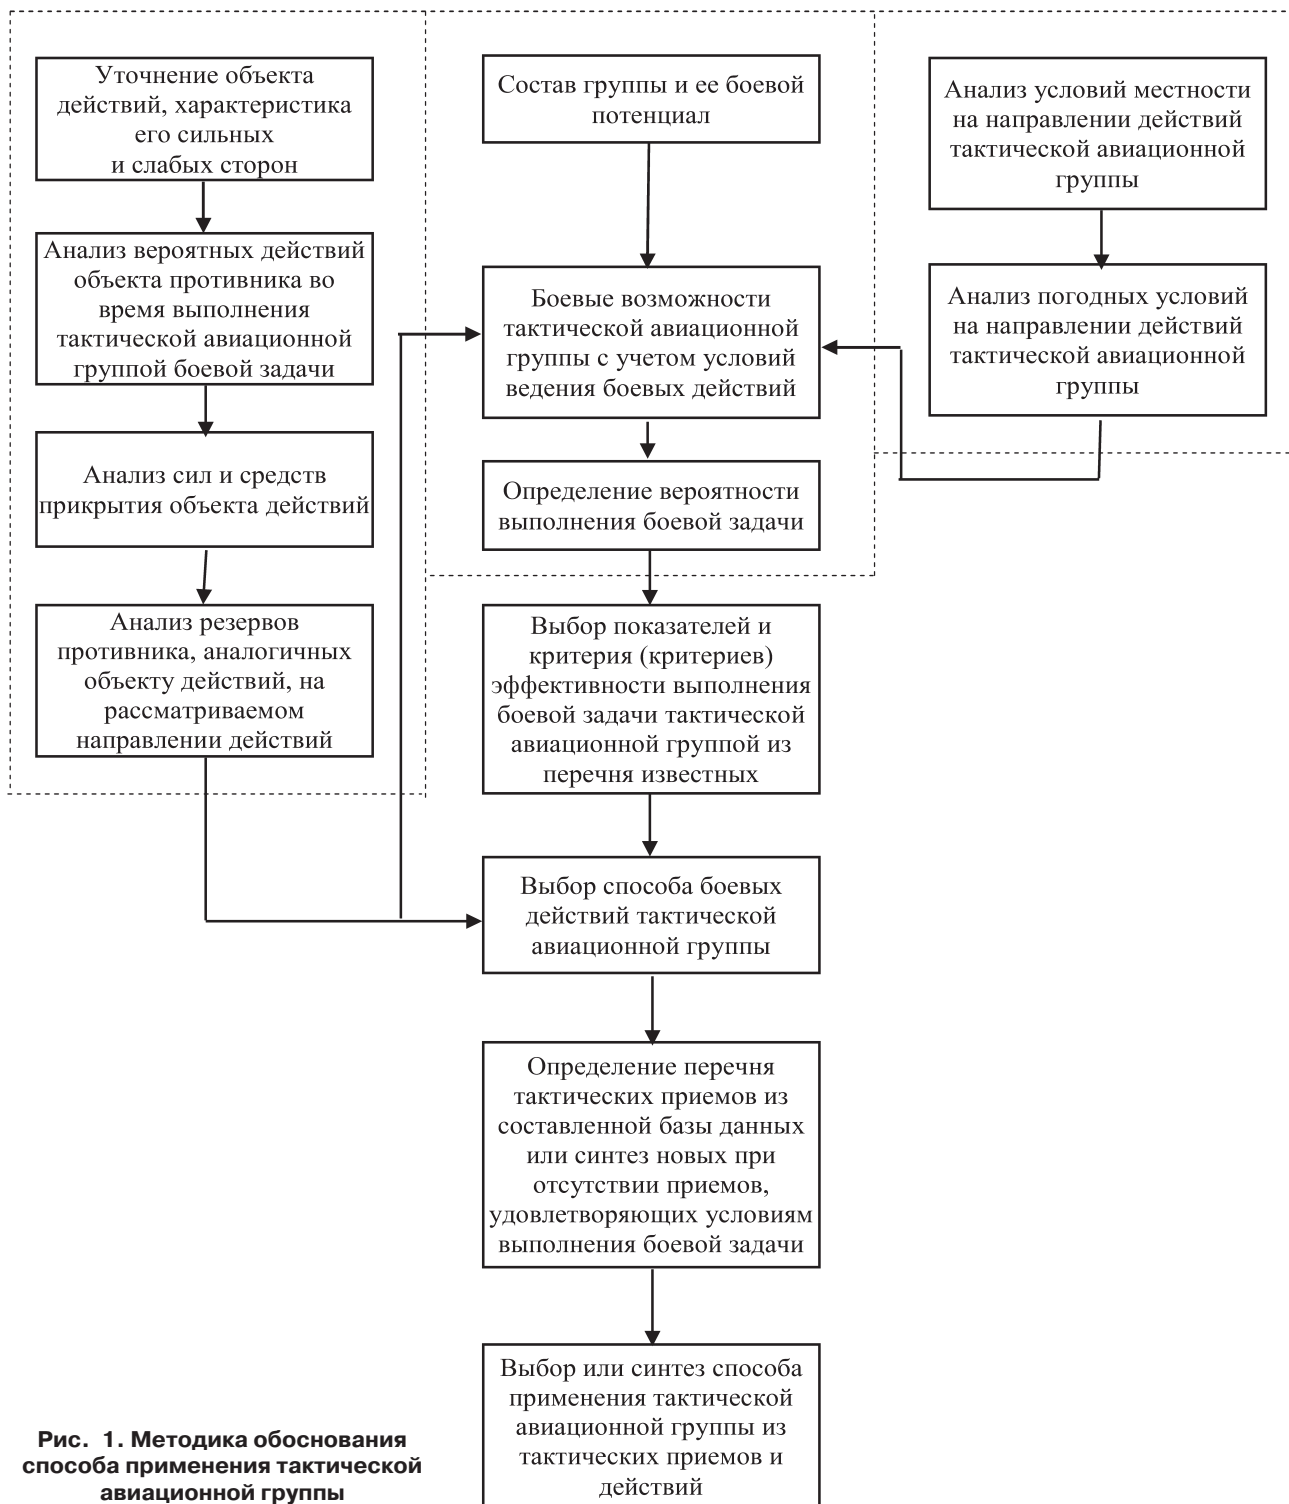 Уточнение объекта
действий, характеристика
его сильных
и слабых сторон
Анализ вероятных действий
объекта противника во
время выполнения
тактической авиационной
группой боевой задачи
Анализ сил и средств
прикрытия объекта действий
Анализ резервов
противника, аналогичных
объекту действий, на
рассматриваемом
направлении действий
Состав группы и ее боевой
потенциал
Боевые возможности
тактической авиационной
группы с учетом условий
ведения боевых действий
Определение вероятности
выполнения боевой задачи
Анализ условий местности
на направлении действий
тактической авиационной
группы
Анализ погодных условий
на направлении действий
тактической авиационной
группы
Выбор показателей и
критерия (критериев)
эффективности выполнения
боевой задачи тактической
авиационной группой из
перечня известных
Выбор способа боевых
действий тактической
авиационной группы
Определение перечня
тактических приемов из
составленной базы данных
или синтез новых при
отсутствии приемов,
удовлетворяющих условиям
выполнения боевой задачи
Выбор или синтез способа
применения тактической
авиационной группы из
тактических приемов и
действий
Рис. 1. Методика обоснования
способа применения тактической
авиационной группы